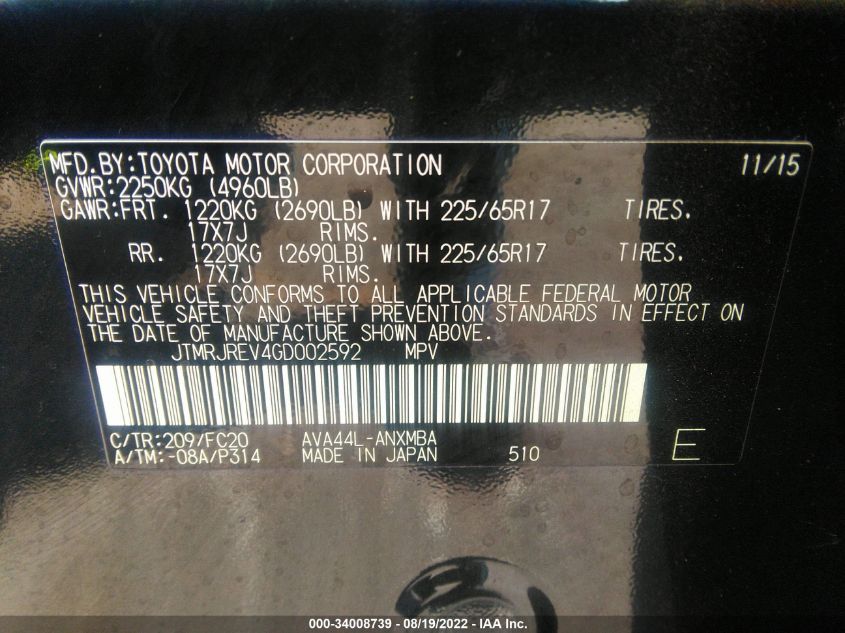 MFD.BY:TOYOTA MOTOR CORPORATION 11/15
GVWR:2250KG (4960LB)
GAWR:FRT. 1220KG (2690LB) WITH 225/65R17 TIRES.
17X7J RIMS.
RR. 1220KG (2690LB) WITH 225/65R17 TIRES.
17X7J RIMS.
THIS VEHICLE CONFORMS TO ALL APPLICABLE FEDERAL MOTOR
VEHICLE SAFETY AND THEFT PREVENTION STANDARDS IN EFFECT ON
THE DATE OF MANUFACTURE SHOWN ABOVE.
JTMRJREV4GD002592 MPV
C/TR:209/FC20 AVA44L-ANXMBA
A/TM:-08A/P314 MADE IN JAPAN 510 E
000-34008739 - 08/19/2022 - IAA Inc.